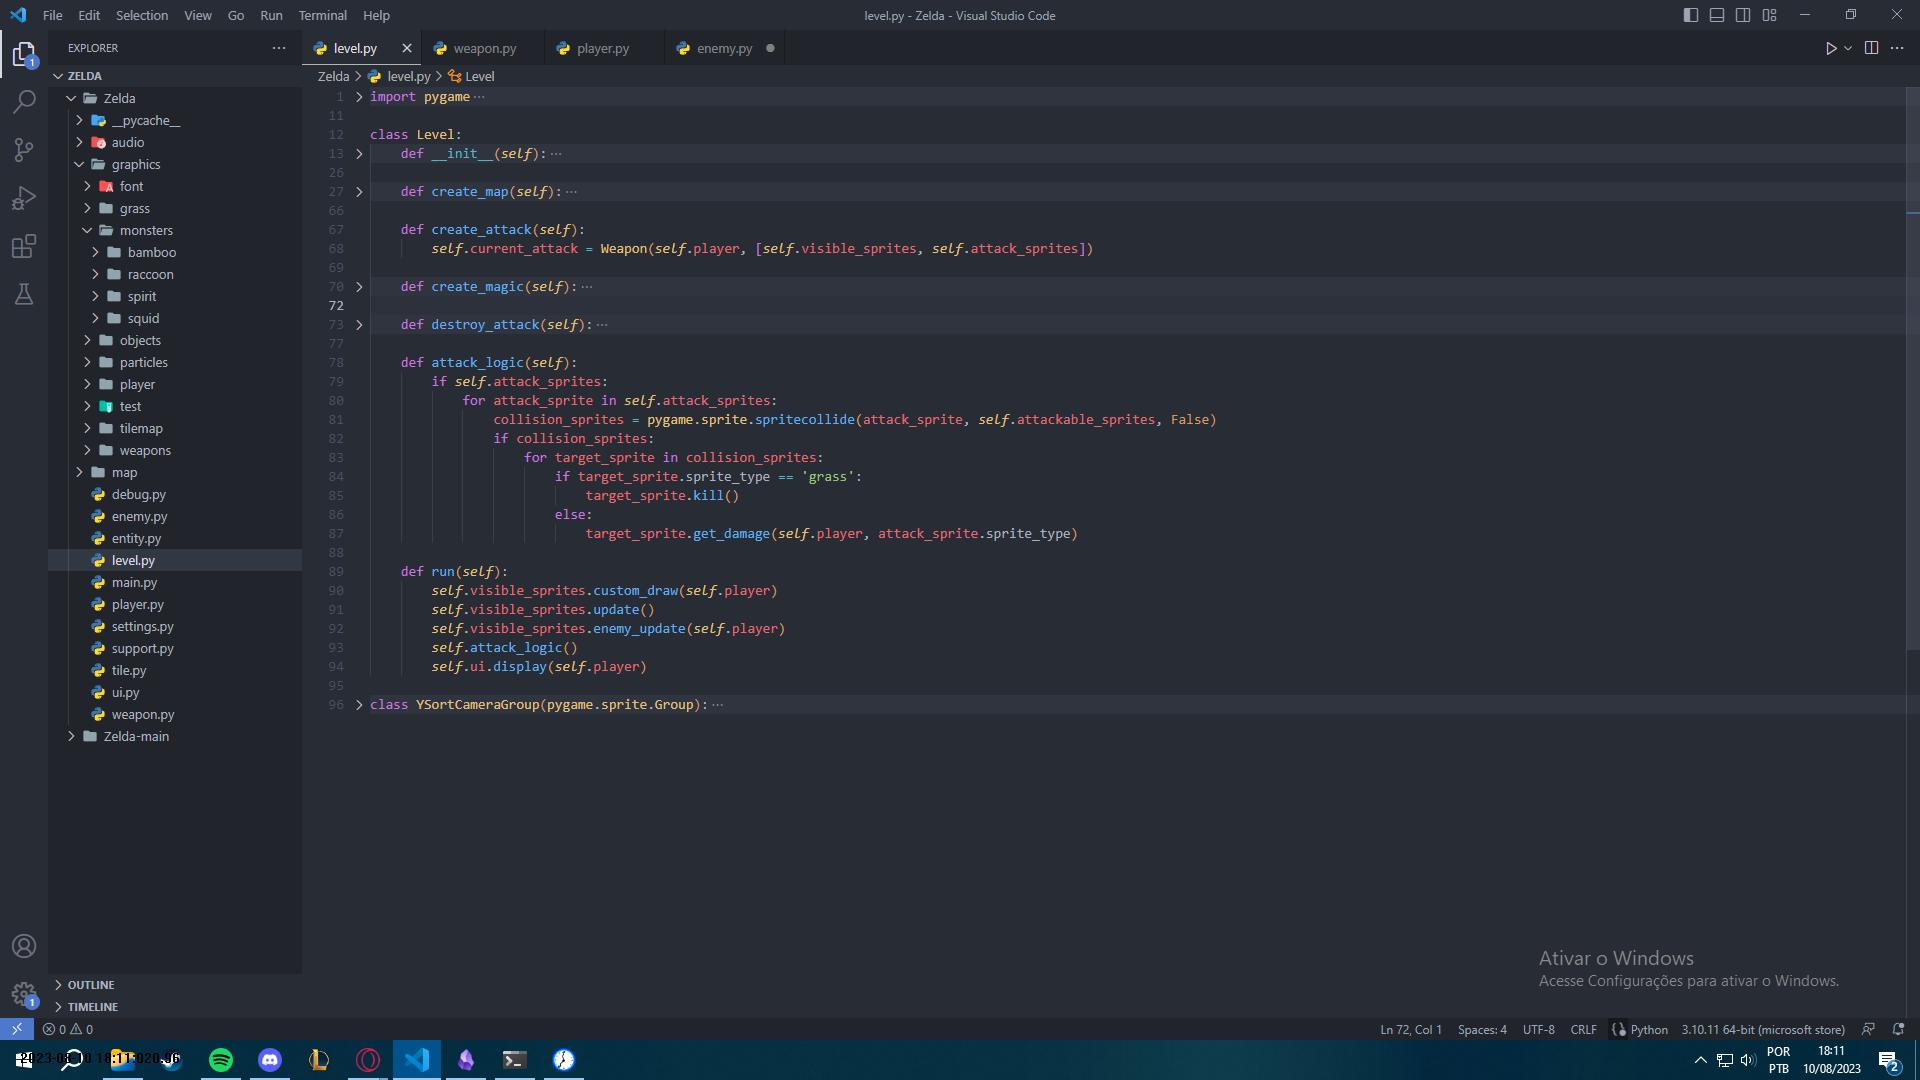 File Edit Selection View Go Run Terminal Help
level.py - Zelda - Visual Studio Code
EXPLORER
level.py
weapon.py
player.py
enemy.py
1
ZELDA
Zelda > level.py > Level
Zelda
__pycache__
audio
graphics
font
grass
monsters
bamboo
raccoon
spirit
squid
objects
particles
player
test
tilemap
weapons
map
debug.py
enemy.py
entity.py
level.py
main.py
player.py
settings.py
support.py
tile.py
ui.py
weapon.py
Zelda-main
OUTLINE
TIMELINE
1 import pygame ···
11
12 class Level:
13 def __init__(self): ···
26
27 def create_map(self): ···
66
67 def create_attack(self):
68 self.current_attack = Weapon(self.player, [self.visible_sprites, self.attack_sprites])
69
70 def create_magic(self): ···
72
73 def destroy_attack(self): ···
77
78 def attack_logic(self):
79 if self.attack_sprites:
80 for attack_sprite in self.attack_sprites:
81 collision_sprites = pygame.sprite.spritecollide(attack_sprite, self.attackable_sprites, False)
82 if collision_sprites:
83 for target_sprite in collision_sprites:
84 if target_sprite.sprite_type == 'grass':
85 target_sprite.kill()
86 else:
87 target_sprite.get_damage(self.player, attack_sprite.sprite_type)
88
89 def run(self):
90 self.visible_sprites.custom_draw(self.player)
91 self.visible_sprites.update()
92 self.visible_sprites.enemy_update(self.player)
93 self.attack_logic()
94 self.ui.display(self.player)
95
96 class YSortCameraGroup(pygame.sprite.Group): ···
Ativar o Windows
Acesse Configurações para ativar o Windows.
1
0 0
Ln 72, Col 1 Spaces: 4 UTF-8 CRLF Python 3.10.11 64-bit (microsoft store)
POR
PTB
18:11
10/08/2023
2